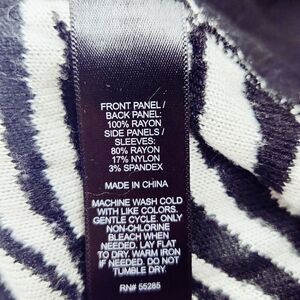 FRONT PANEL /
BACK PANEL:
100% RAYON
SIDE PANELS /
SLEEVES:
80% RAYON
17% NYLON
3% SPANDEX
MADE IN CHINA
MACHINE WASH COLD
WITH LIKE COLORS.
GENTLE CYCLE. ONLY
NON-CHLORINE
BLEACH WHEN
NEEDED. LAY FLAT
TO DRY. WARM IRON
IF NEEDED. DO NOT
TUMBLE DRY.
RN# 55285